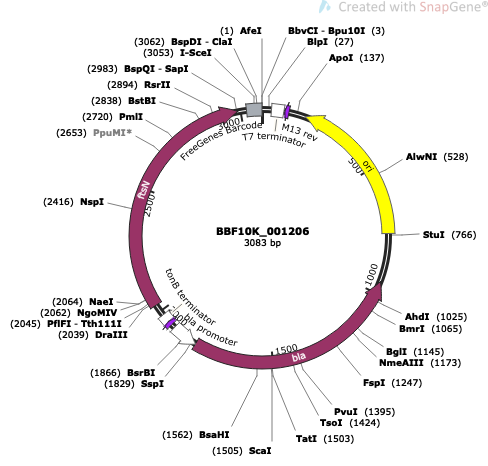 Created with SnapGene®
(1) AfeI
BbvCI - Bpu10I (3)
BlpI (27)
ApoI (137)
(3062) BspDI - ClaI
(3053) I-SceI
(2983) BspQI - SapI
(2894) RsrII
(2838) BstBI
(2720) PmlI
(2653) PpuMI*
(2416) NspI
(2064) NaeI
(2062) NgoMIV
(2045) PflFI - Tth111I
(2039) DraIII
(1866) BsrBI
(1829) SspI
(1562) BsaHI
(1505) ScaI
TatI (1503)
TsoI (1424)
PvuI (1395)
FspI (1247)
NmeAIII (1173)
BglI (1145)
BmrI (1065)
AhdI (1025)
StuI (766)
AlwNI (528)
FreeGenes Barcode
3000
T7 terminator
M13 rev
ori
500
1000
1500
bla
bla promoter
tonB terminator
ftsN
2500
BBF10K_001206
3083 bp